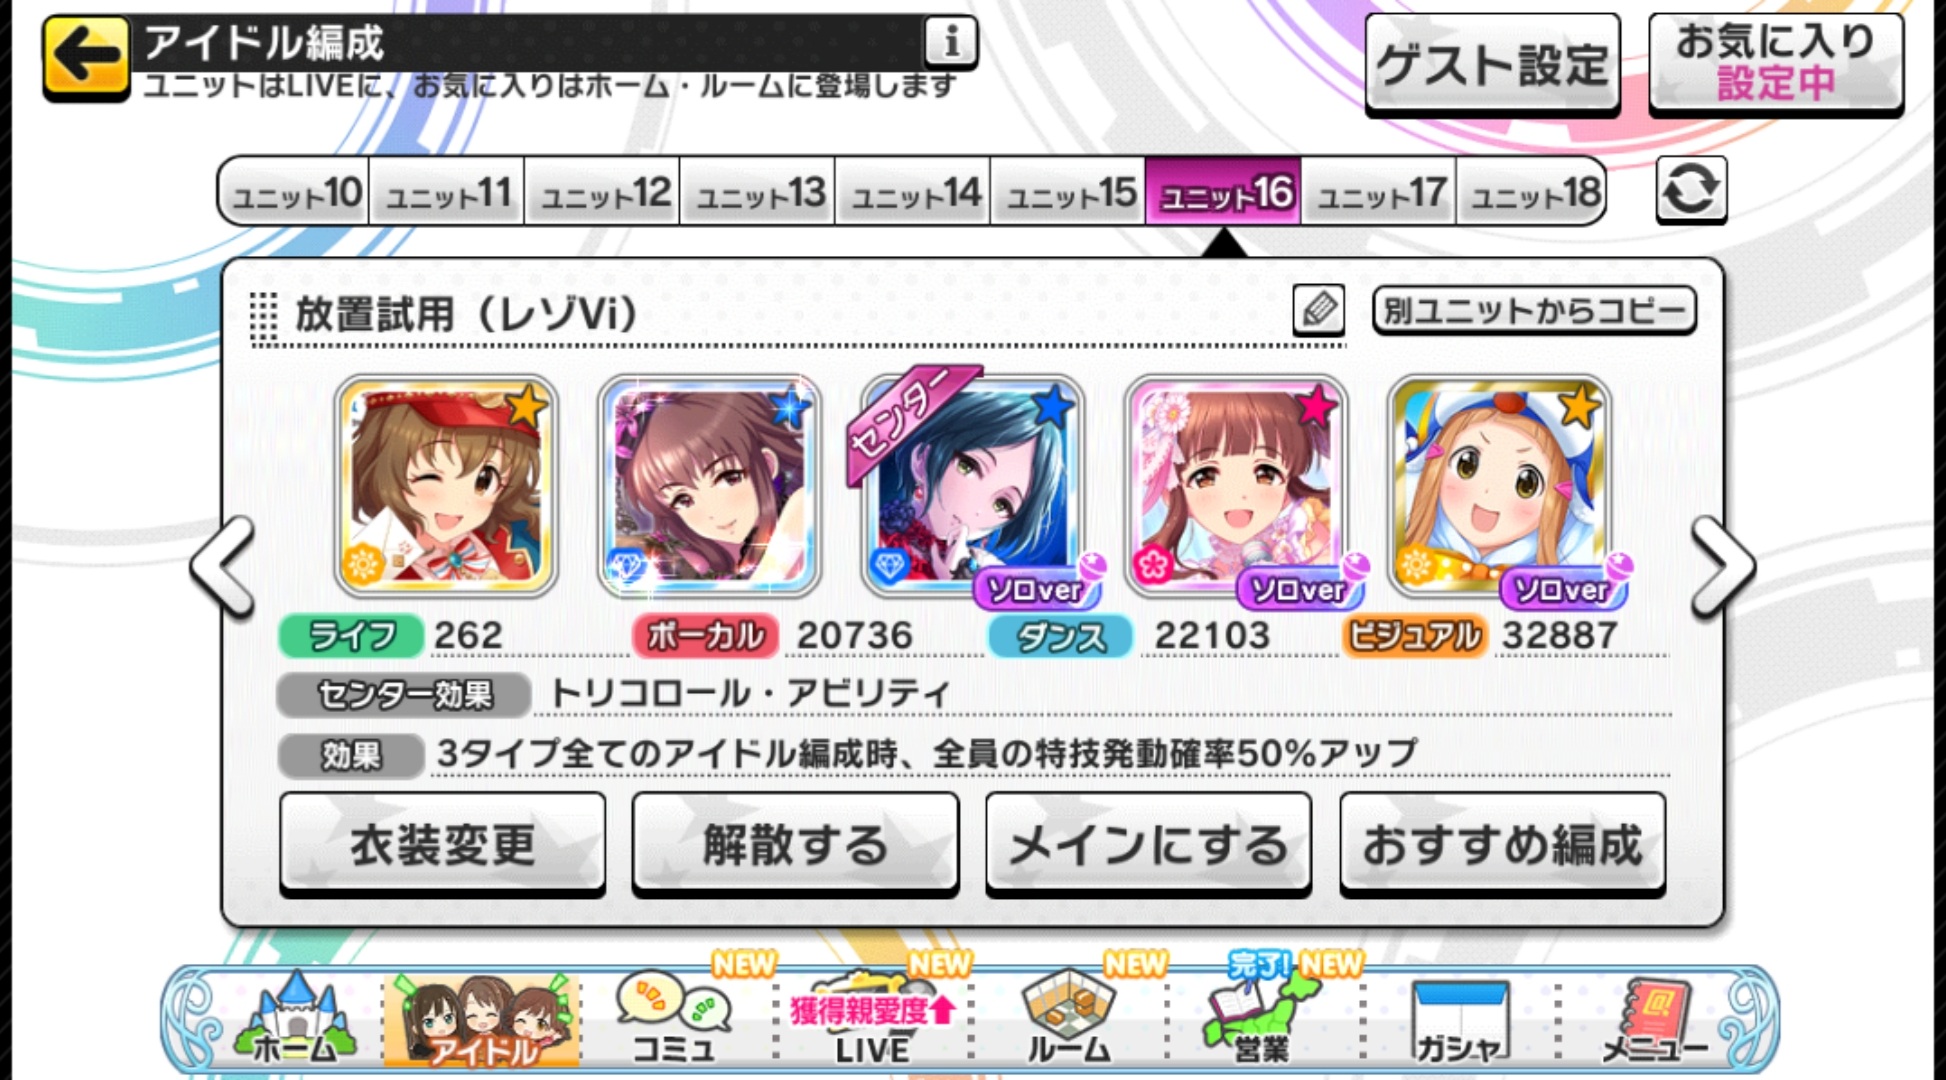 アイドル編成
i
ユニットはLIVEに、お気に入りはホーム・ルームに登場します
ゲスト設定
お気に入り
設定中
ユニット10
ユニット11
ユニット12
ユニット13
ユニット14
ユニット15
ユニット16
ユニット17
ユニット18
放置試用（レゾVi）
別ユニットからコピー
センター
ソロver
ソロver
ソロver
ライフ 262
ボーカル 20736
ダンス 22103
ビジュアル 32887
センター効果 トリコロール・アビリティ
効果 3タイプ全てのアイドル編成時、全員の特技発動確率50%アップ
衣装変更
解散する
メインにする
おすすめ編成
ホーム
アイドル
NEW
コミュ
NEW
獲得親愛度⬆
LIVE
NEW
ルーム
完了! NEW
営業
ガシャ
メニュー